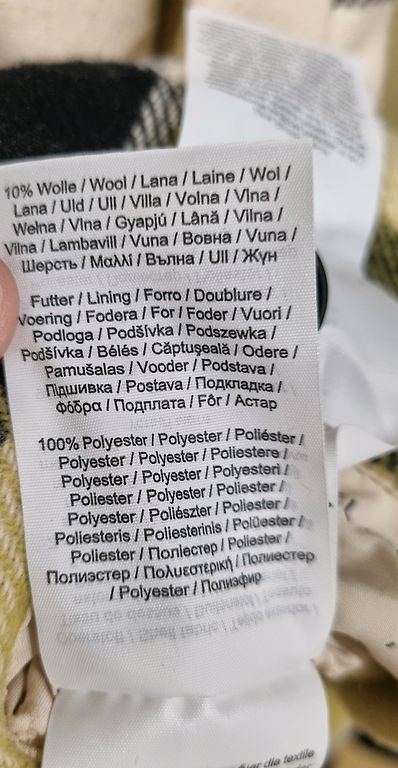 10% Wolle / Wool / Lana / Laine / Wol /
Lana / Uld / Ull / Villa / Volna / Vlna /
Wełna / Vlna / Gyapjú / Lână / Vilna /
Vilna / Lambavill / Vuna / Вовна / Vuna /
Шерсть / Μαλλί / Вълна / Ull / Жүн
Futter / Lining / Forro / Doublure /
Voering / Fodera / For / Foder / Vuori /
Podloga / Podšívka / Podszewka /
Podšívka / Bélés / Căptușeală / Odere /
Pamušalas / Vooder / Podstava /
Підшивка / Postava / Подкладка /
Φόδρα / Подплата / Fôr / Астар
100% Polyester / Polyester / Poliéster /
Polyester / Polyester / Poliestere /
Polyester / Polyester / Polyesteri /
Poliester / Polyester / Poliester /
Polyester / Poliészter / Poliester /
Poliesteris / Poliesterinis / Polüester /
Poliester / Поліестер / Poliester /
Полиэстер / Πολυεστερική / Полиестер
/ Polyester / Полиэфир
die textile